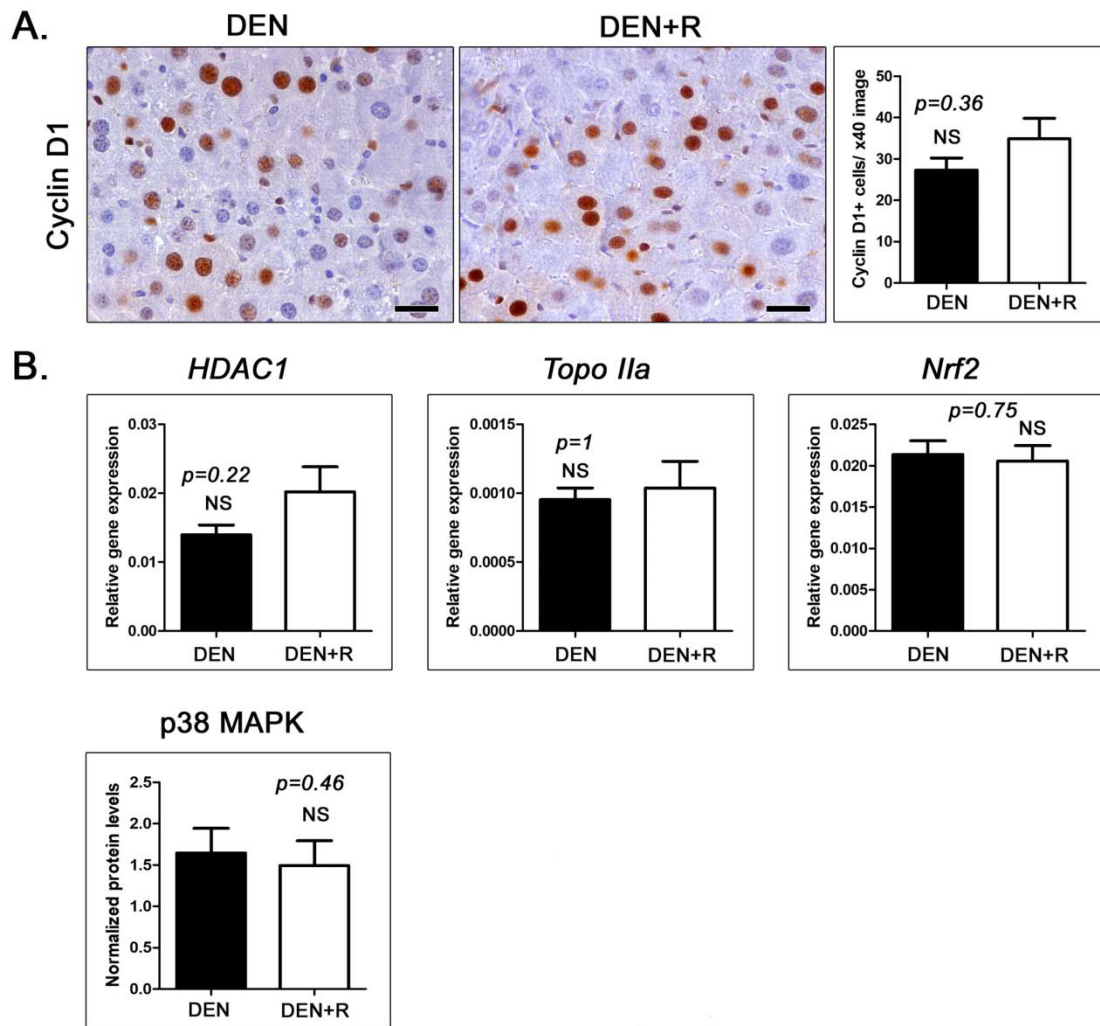 A.
DEN
DEN+R
Cyclin D1
Cyclin D1+ cells/ x40 image
50
40
30
20
10
0
p=0.36
NS
DEN
DEN+R
B.
HDAC1
Relative gene expression
0.03
0.02
0.01
0.00
p=0.22
NS
DEN
DEN+R
Topo IIa
Relative gene expression
0.0015
0.0010
0.0005
0.0000
p=1
NS
DEN
DEN+R
Nrf2
Relative gene expression
0.025
0.020
0.015
0.010
0.005
0.000
p=0.75
NS
DEN
DEN+R
p38 MAPK
Normalized protein levels
2.5
2.0
1.5
1.0
0.5
0.0
p=0.46
NS
DEN
DEN+R